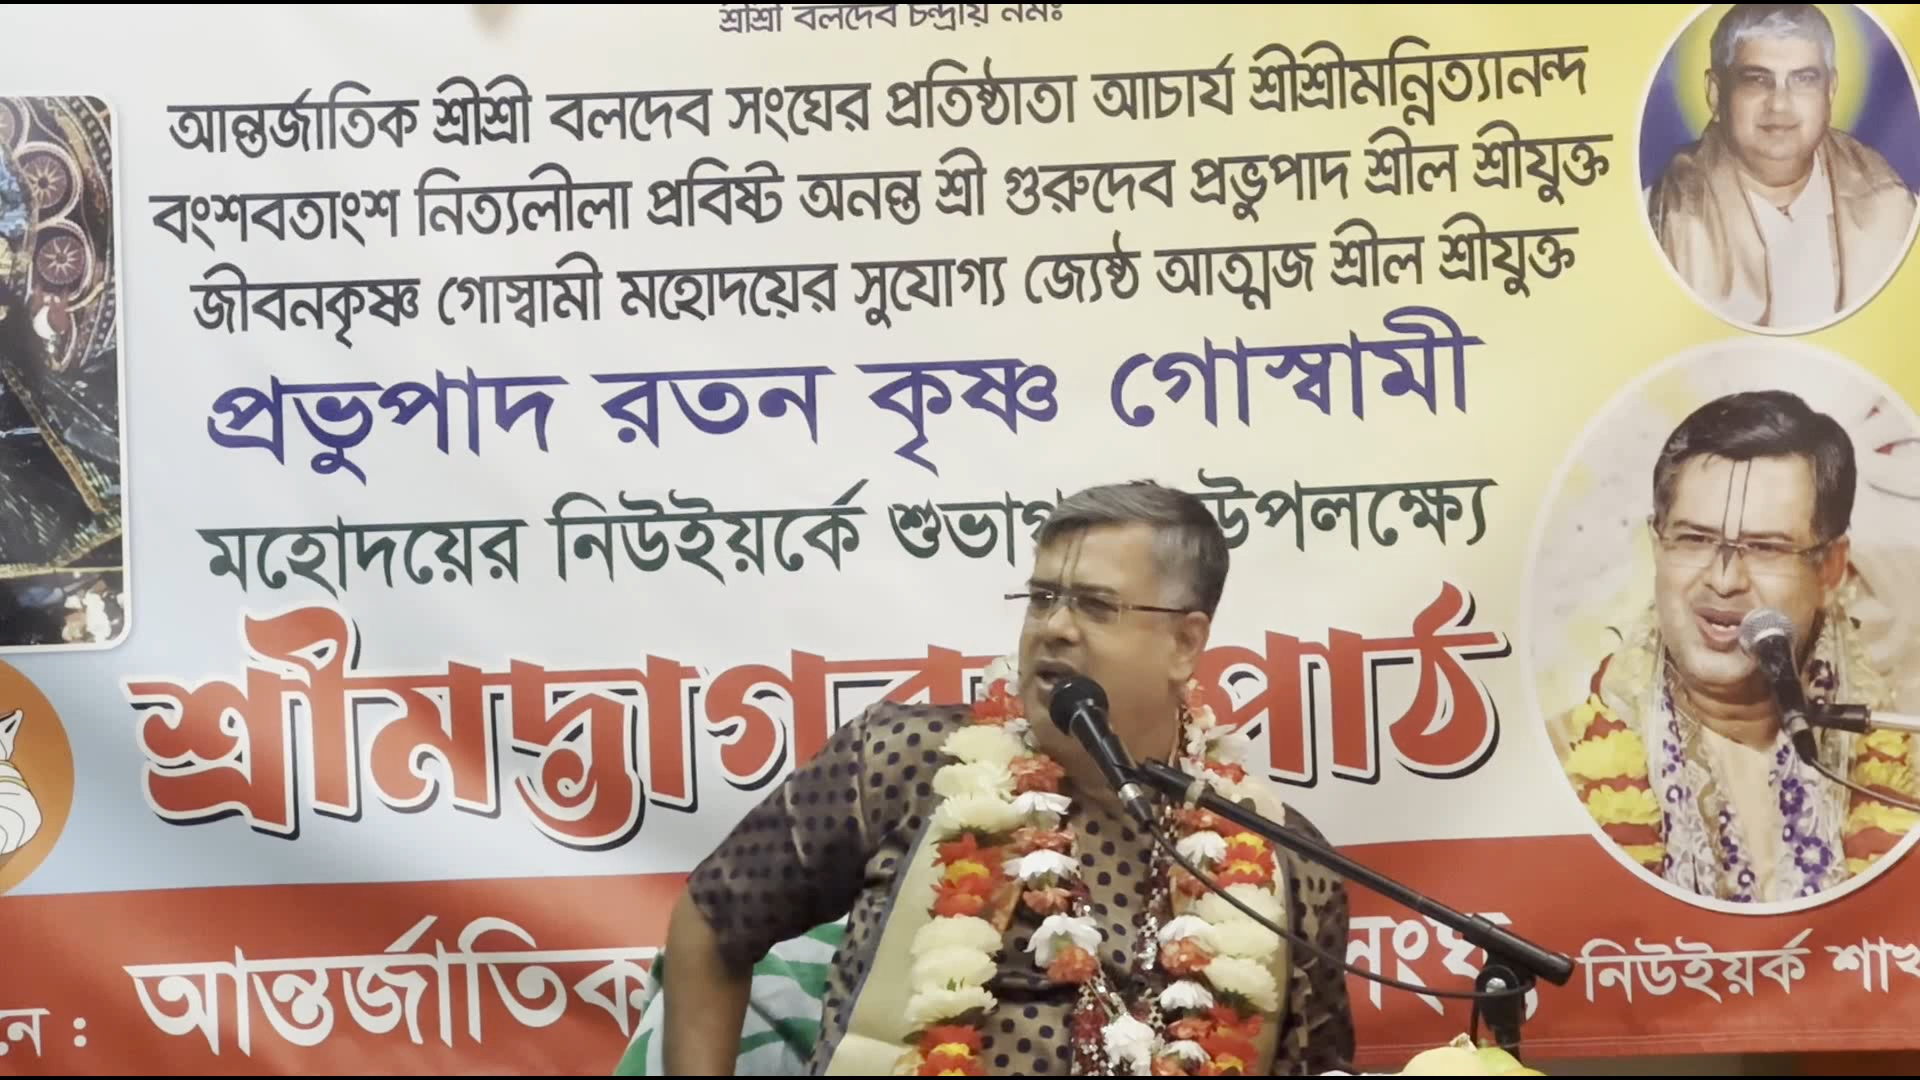 শ্রীশ্রী বলদেব চন্দ্রায় নমঃ
আন্তর্জাতিক শ্রীশ্রী বলদেব সংঘের প্রতিষ্ঠাতা আচার্য শ্রীশ্রীমন্নিত্যানন্দ
বংশবতাংশ নিত্যলীলা প্রবিষ্ট অনন্ত শ্রী গুরুদেব প্রভুপাদ শ্রীল শ্রীযুক্ত
জীবনকৃষ্ণ গোস্বামী মহোদয়ের সুযোগ্য জ্যেষ্ঠ আত্মজ শ্রীল শ্রীযুক্ত
প্রভুপাদ রতন কৃষ্ণ গোস্বামী
মহোদয়ের নিউইয়র্কে উপলক্ষ্যে
পাঠ
আন্তর্জাতিক সংঘ, নিউইয়র্ক